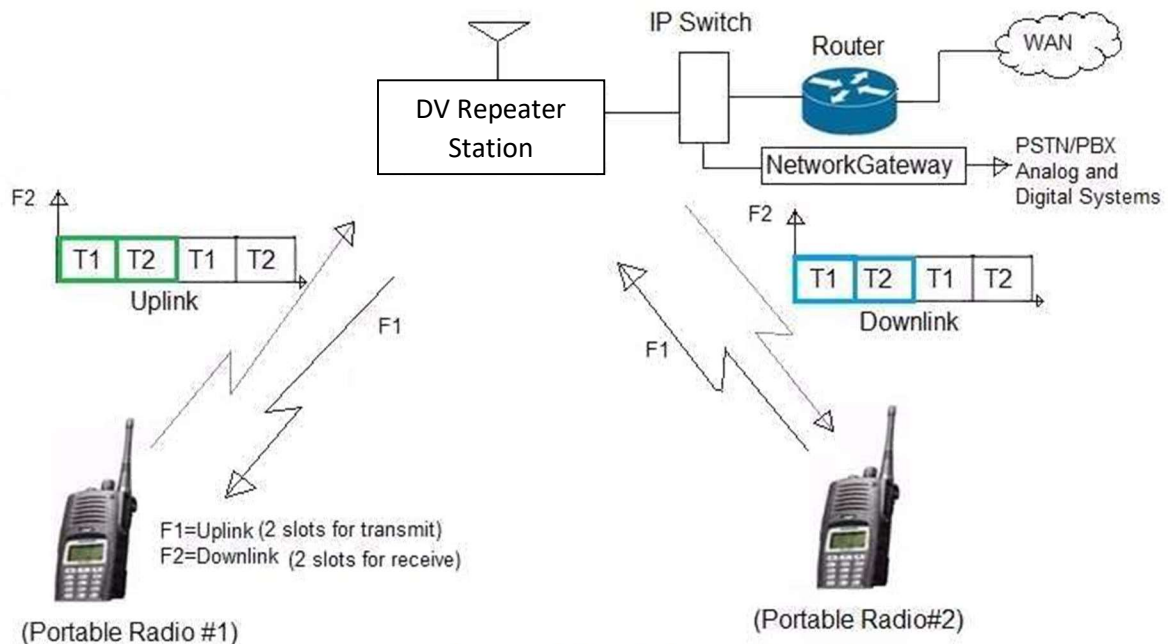 IP Switch
Router
WAN
DV Repeater
Station
NetworkGateway
PSTN/PBX
Analog and
Digital Systems
F2
T1 T2 T1 T2
Uplink
F1
F2
T1 T2 T1 T2
Downlink
F1
F1=Uplink (2 slots for transmit)
F2=Downlink (2 slots for receive)
(Portable Radio #1)
(Portable Radio#2)